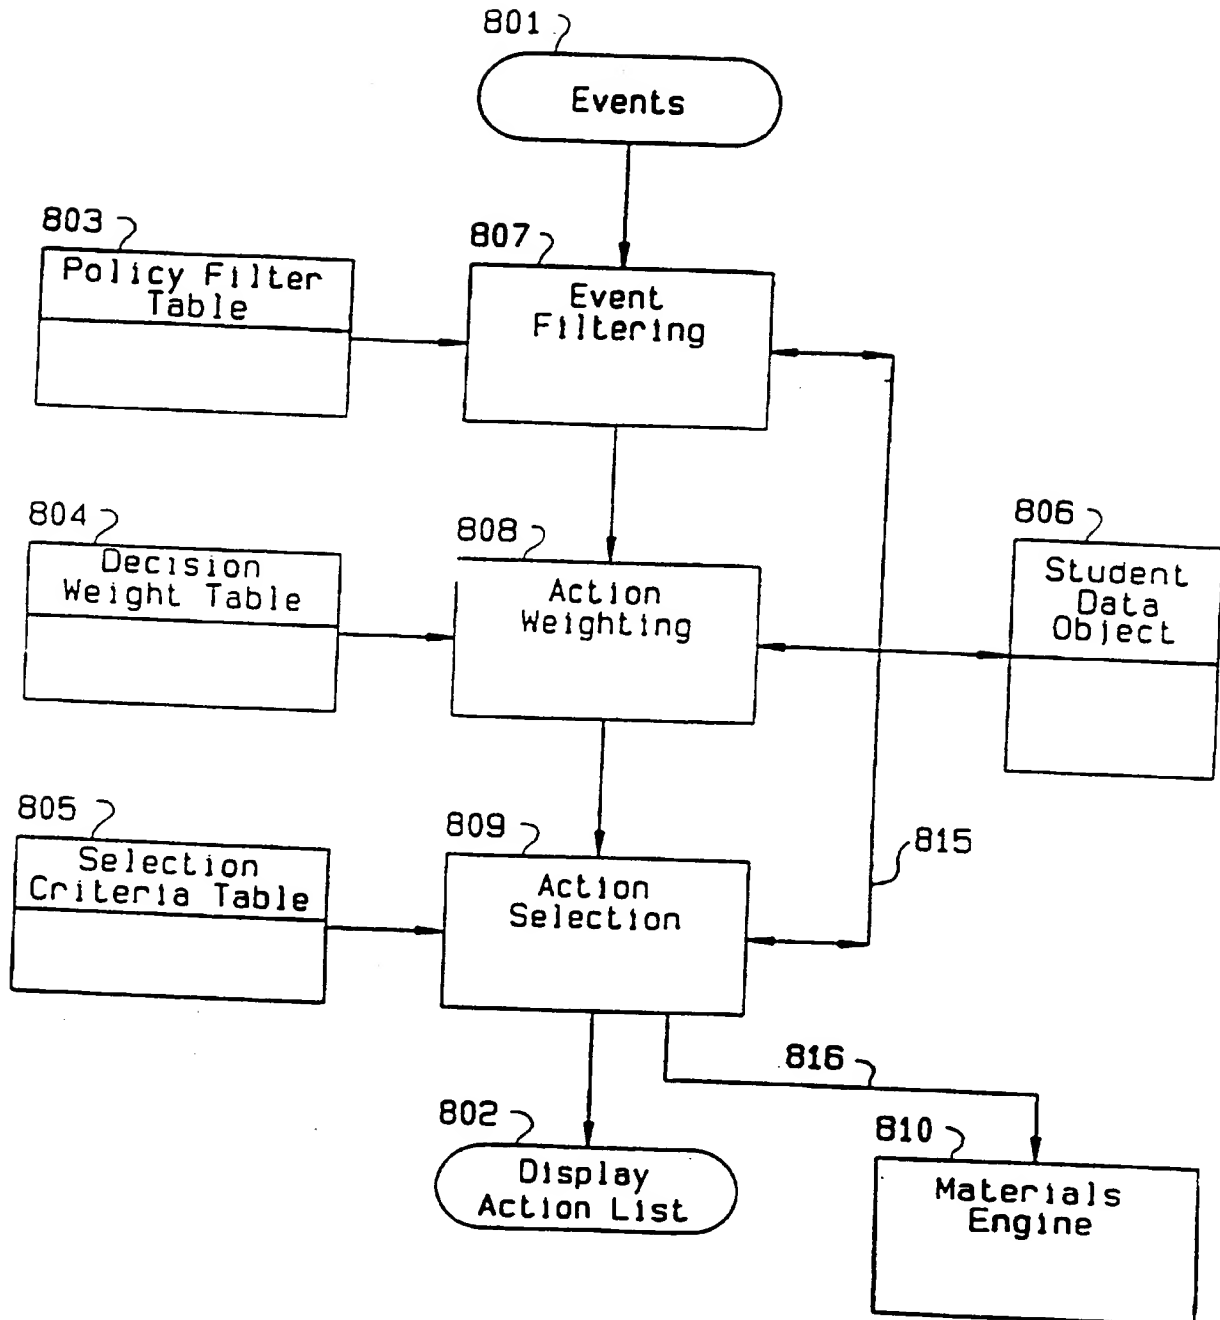 801
Events
803
Policy Filter
Table
807
Event
Filtering
804
Decision
Weight Table
808
Action
Weighting
806
Student
Data
Object
805
Selection
Criteria Table
809
Action
Selection
815
816
802
Display
Action List
810
Materials
Engine